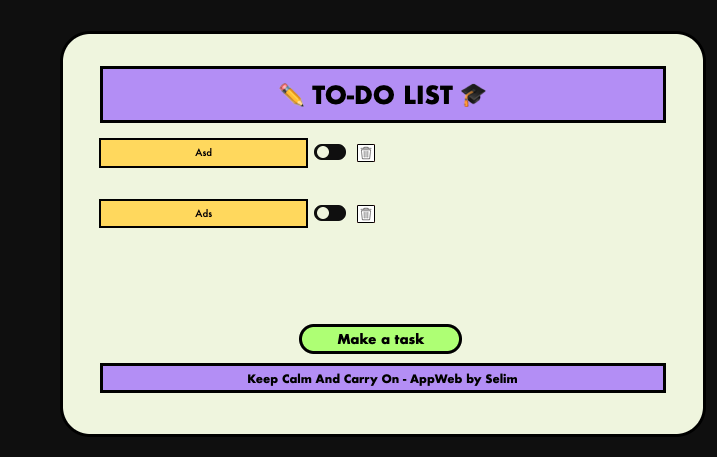 ✏️ TO-DO LIST 🎓
Asd
Ads
Make a task
Keep Calm And Carry On - AppWeb by Selim